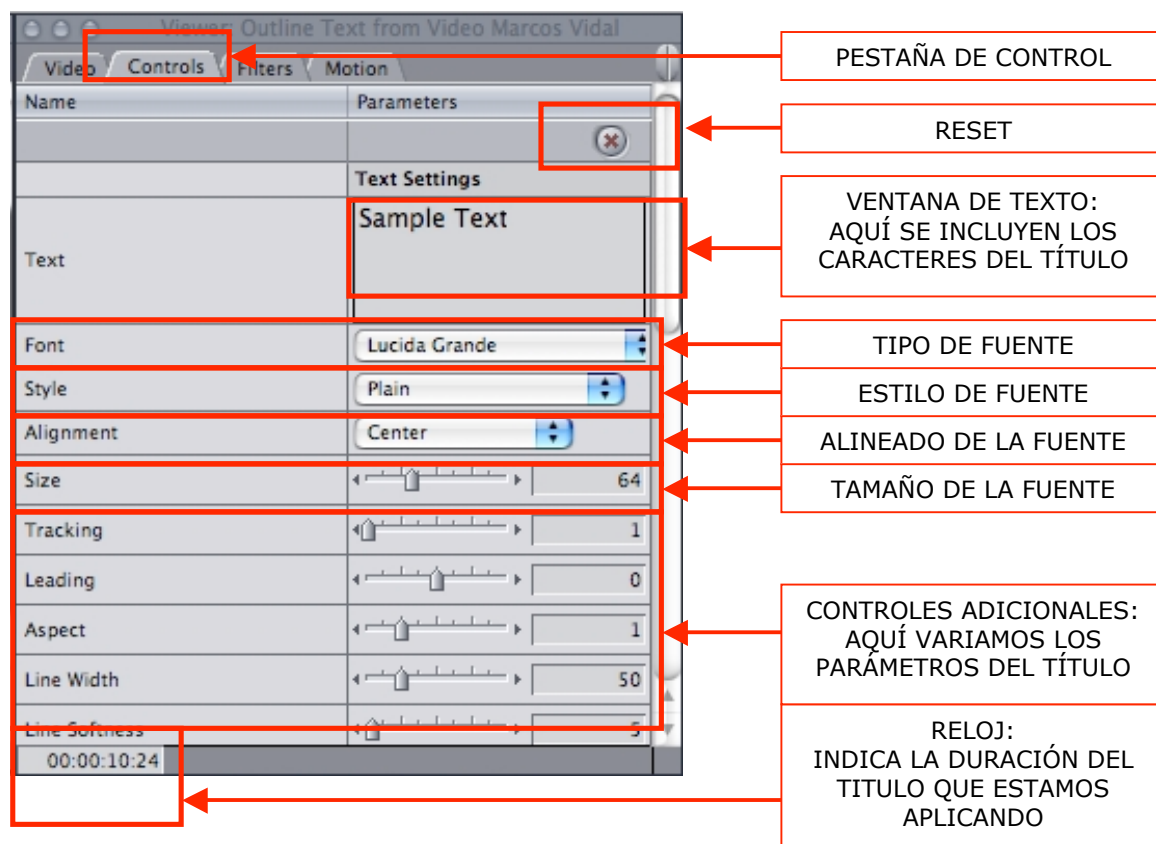 Viewer: Outline Text from Video Marcos Vidal
Video Controls Filters Motion
Name Parameters
Text Settings
Text Sample Text
Font Lucida Grande
Style Plain
Alignment Center
Size 64
Tracking 1
Leading 0
Aspect 1
Line Width 50
Line Softness 5
00:00:10:24
PESTAÑA DE CONTROL
RESET
VENTANA DE TEXTO:
AQUÍ SE INCLUYEN LOS
CARACTERES DEL TÍTULO
TIPO DE FUENTE
ESTILO DE FUENTE
ALINEADO DE LA FUENTE
TAMAÑO DE LA FUENTE
CONTROLES ADICIONALES:
AQUÍ VARIAMOS LOS
PARÁMETROS DEL TÍTULO
RELOJ:
INDICA LA DURACIÓN DEL
TITULO QUE ESTAMOS
APLICANDO